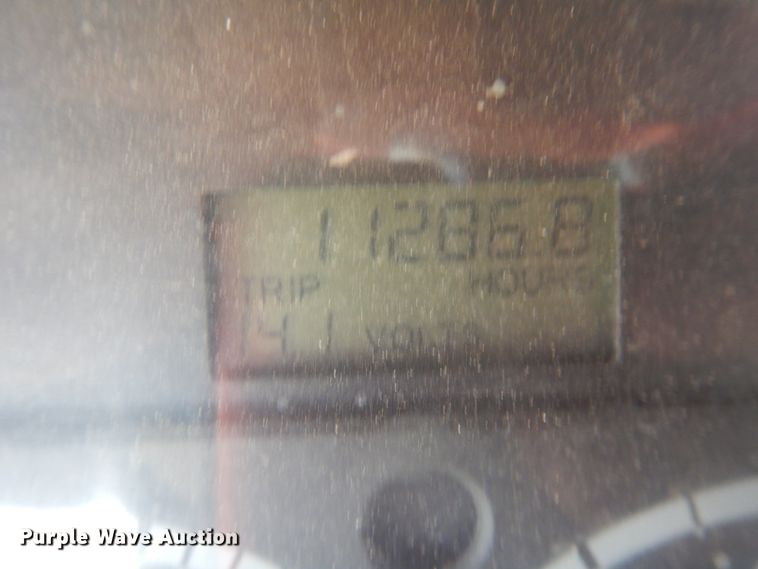 11286.8
TRIP HOURS
14.1 VOLTS
Purple Wave Auction